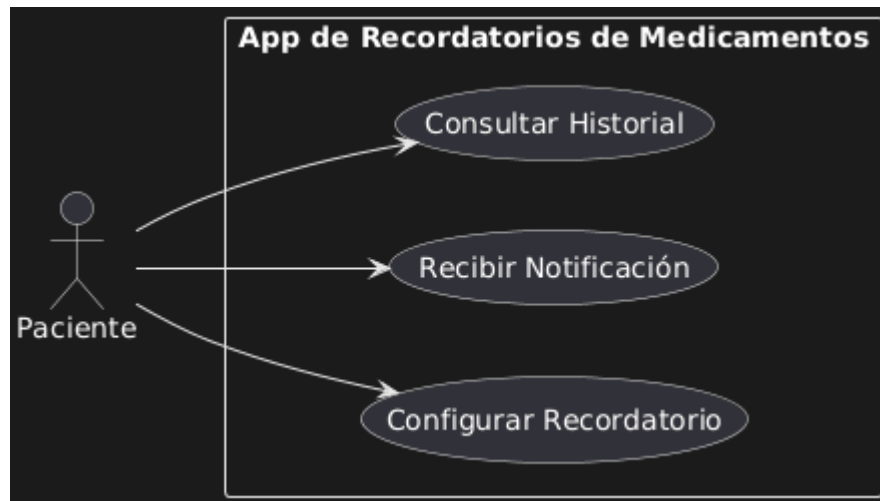 App de Recordatorios de Medicamentos
Consultar Historial
Recibir Notificación
Paciente
Configurar Recordatorio